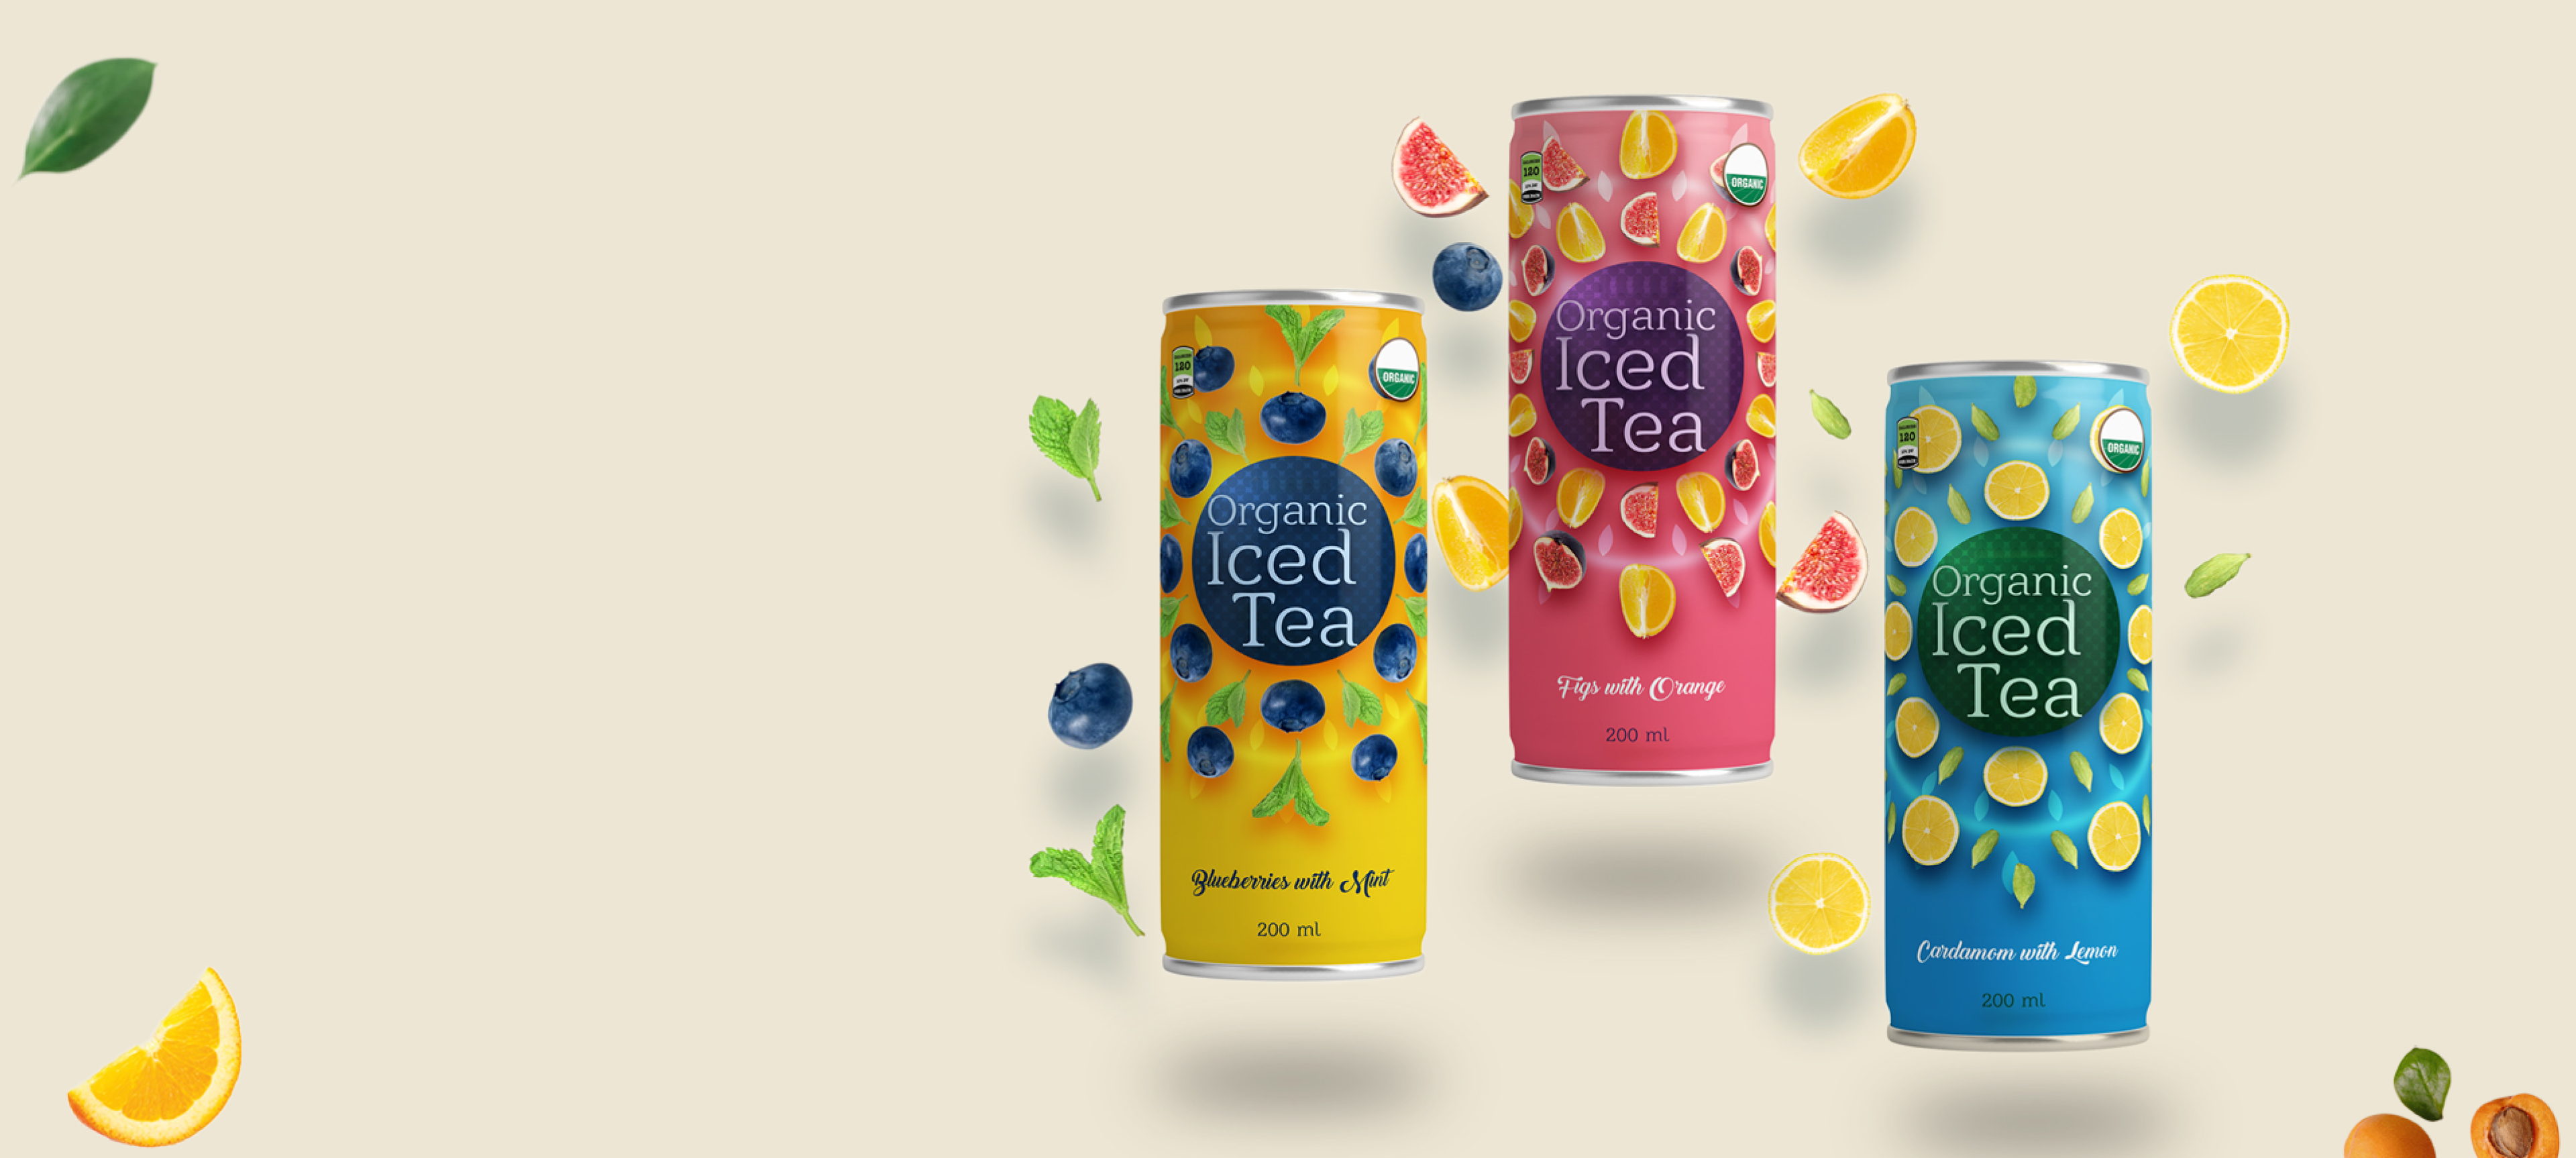 120
ORGANIC
Organic
Iced
Tea
Blueberries with Mint
200 ml
120
ORGANIC
Organic
Iced
Tea
Figs with Orange
200 ml
120
ORGANIC
Organic
Iced
Tea
Cardamom with Lemon
200 ml